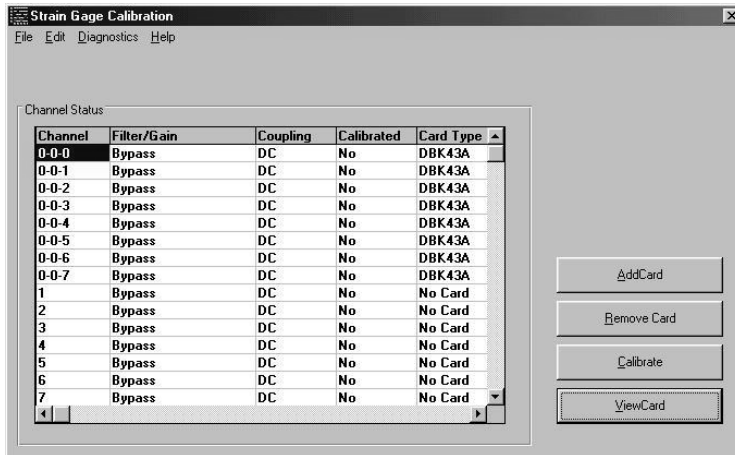 Strain Gage Calibration
File Edit Diagnostics Help
Channel Status
Channel Filter/Gain Coupling Calibrated Card Type
0-0-0 Bypass DC No DBK43A
0-0-1 Bypass DC No DBK43A
0-0-2 Bypass DC No DBK43A
0-0-3 Bypass DC No DBK43A
0-0-4 Bypass DC No DBK43A
0-0-5 Bypass DC No DBK43A
0-0-6 Bypass DC No DBK43A
0-0-7 Bypass DC No DBK43A
1 Bypass DC No No Card
2 Bypass DC No No Card
3 Bypass DC No No Card
4 Bypass DC No No Card
5 Bypass DC No No Card
6 Bypass DC No No Card
7 Bypass DC No No Card
AddCard
Remove Card
Calibrate
ViewCard